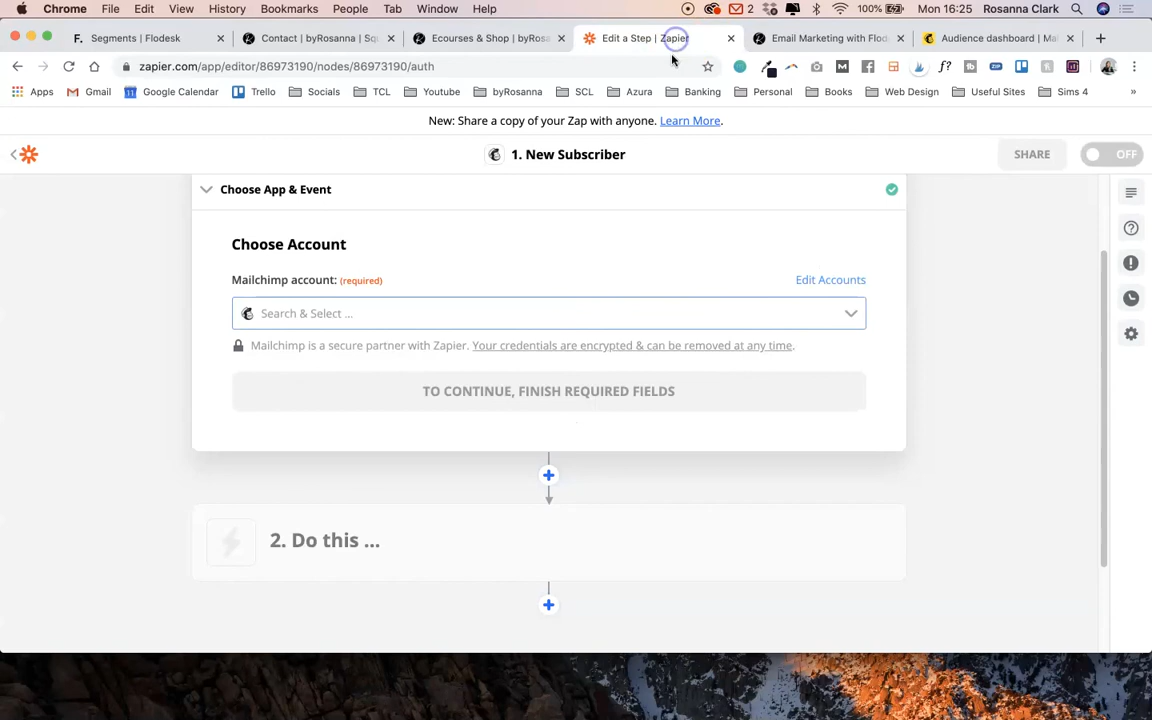 Chrome File Edit View History Bookmarks People Tab Window Help 2 100% Mon 16:25 Rosanna Clark
F. Segments | Flodesk Contact | byRosanna | Squ Ecourses & Shop | byRosa Edit a Step | Zapier Email Marketing with Flod Audience dashboard | Ma
zapier.com/app/editor/86973190/nodes/86973190/auth f? ZIP
Apps Gmail Google Calendar Trello Socials TCL Youtube byRosanna SCL Azura Banking Personal Books Web Design Useful Sites Sims 4 »
New: Share a copy of your Zap with anyone. Learn More.
1. New Subscriber SHARE OFF
Choose App & Event
Choose Account
Mailchimp account: (required) Edit Accounts
Search & Select ...
Mailchimp is a secure partner with Zapier. Your credentials are encrypted & can be removed at any time.
TO CONTINUE, FINISH REQUIRED FIELDS
2. Do this ...